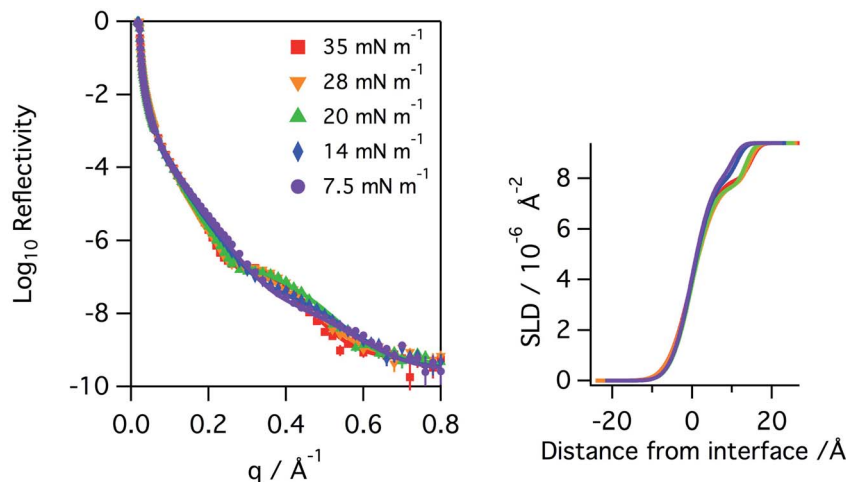 0
-2
-4
-6
-8
-10
Log10 Reflectivity
0.0 0.2 0.4 0.6 0.8
q / Å-1
35 mN m-1
28 mN m-1
20 mN m-1
14 mN m-1
7.5 mN m-1
8
6
4
2
0
SLD / 10-6 Å-2
-20 0 20
Distance from interface /Å